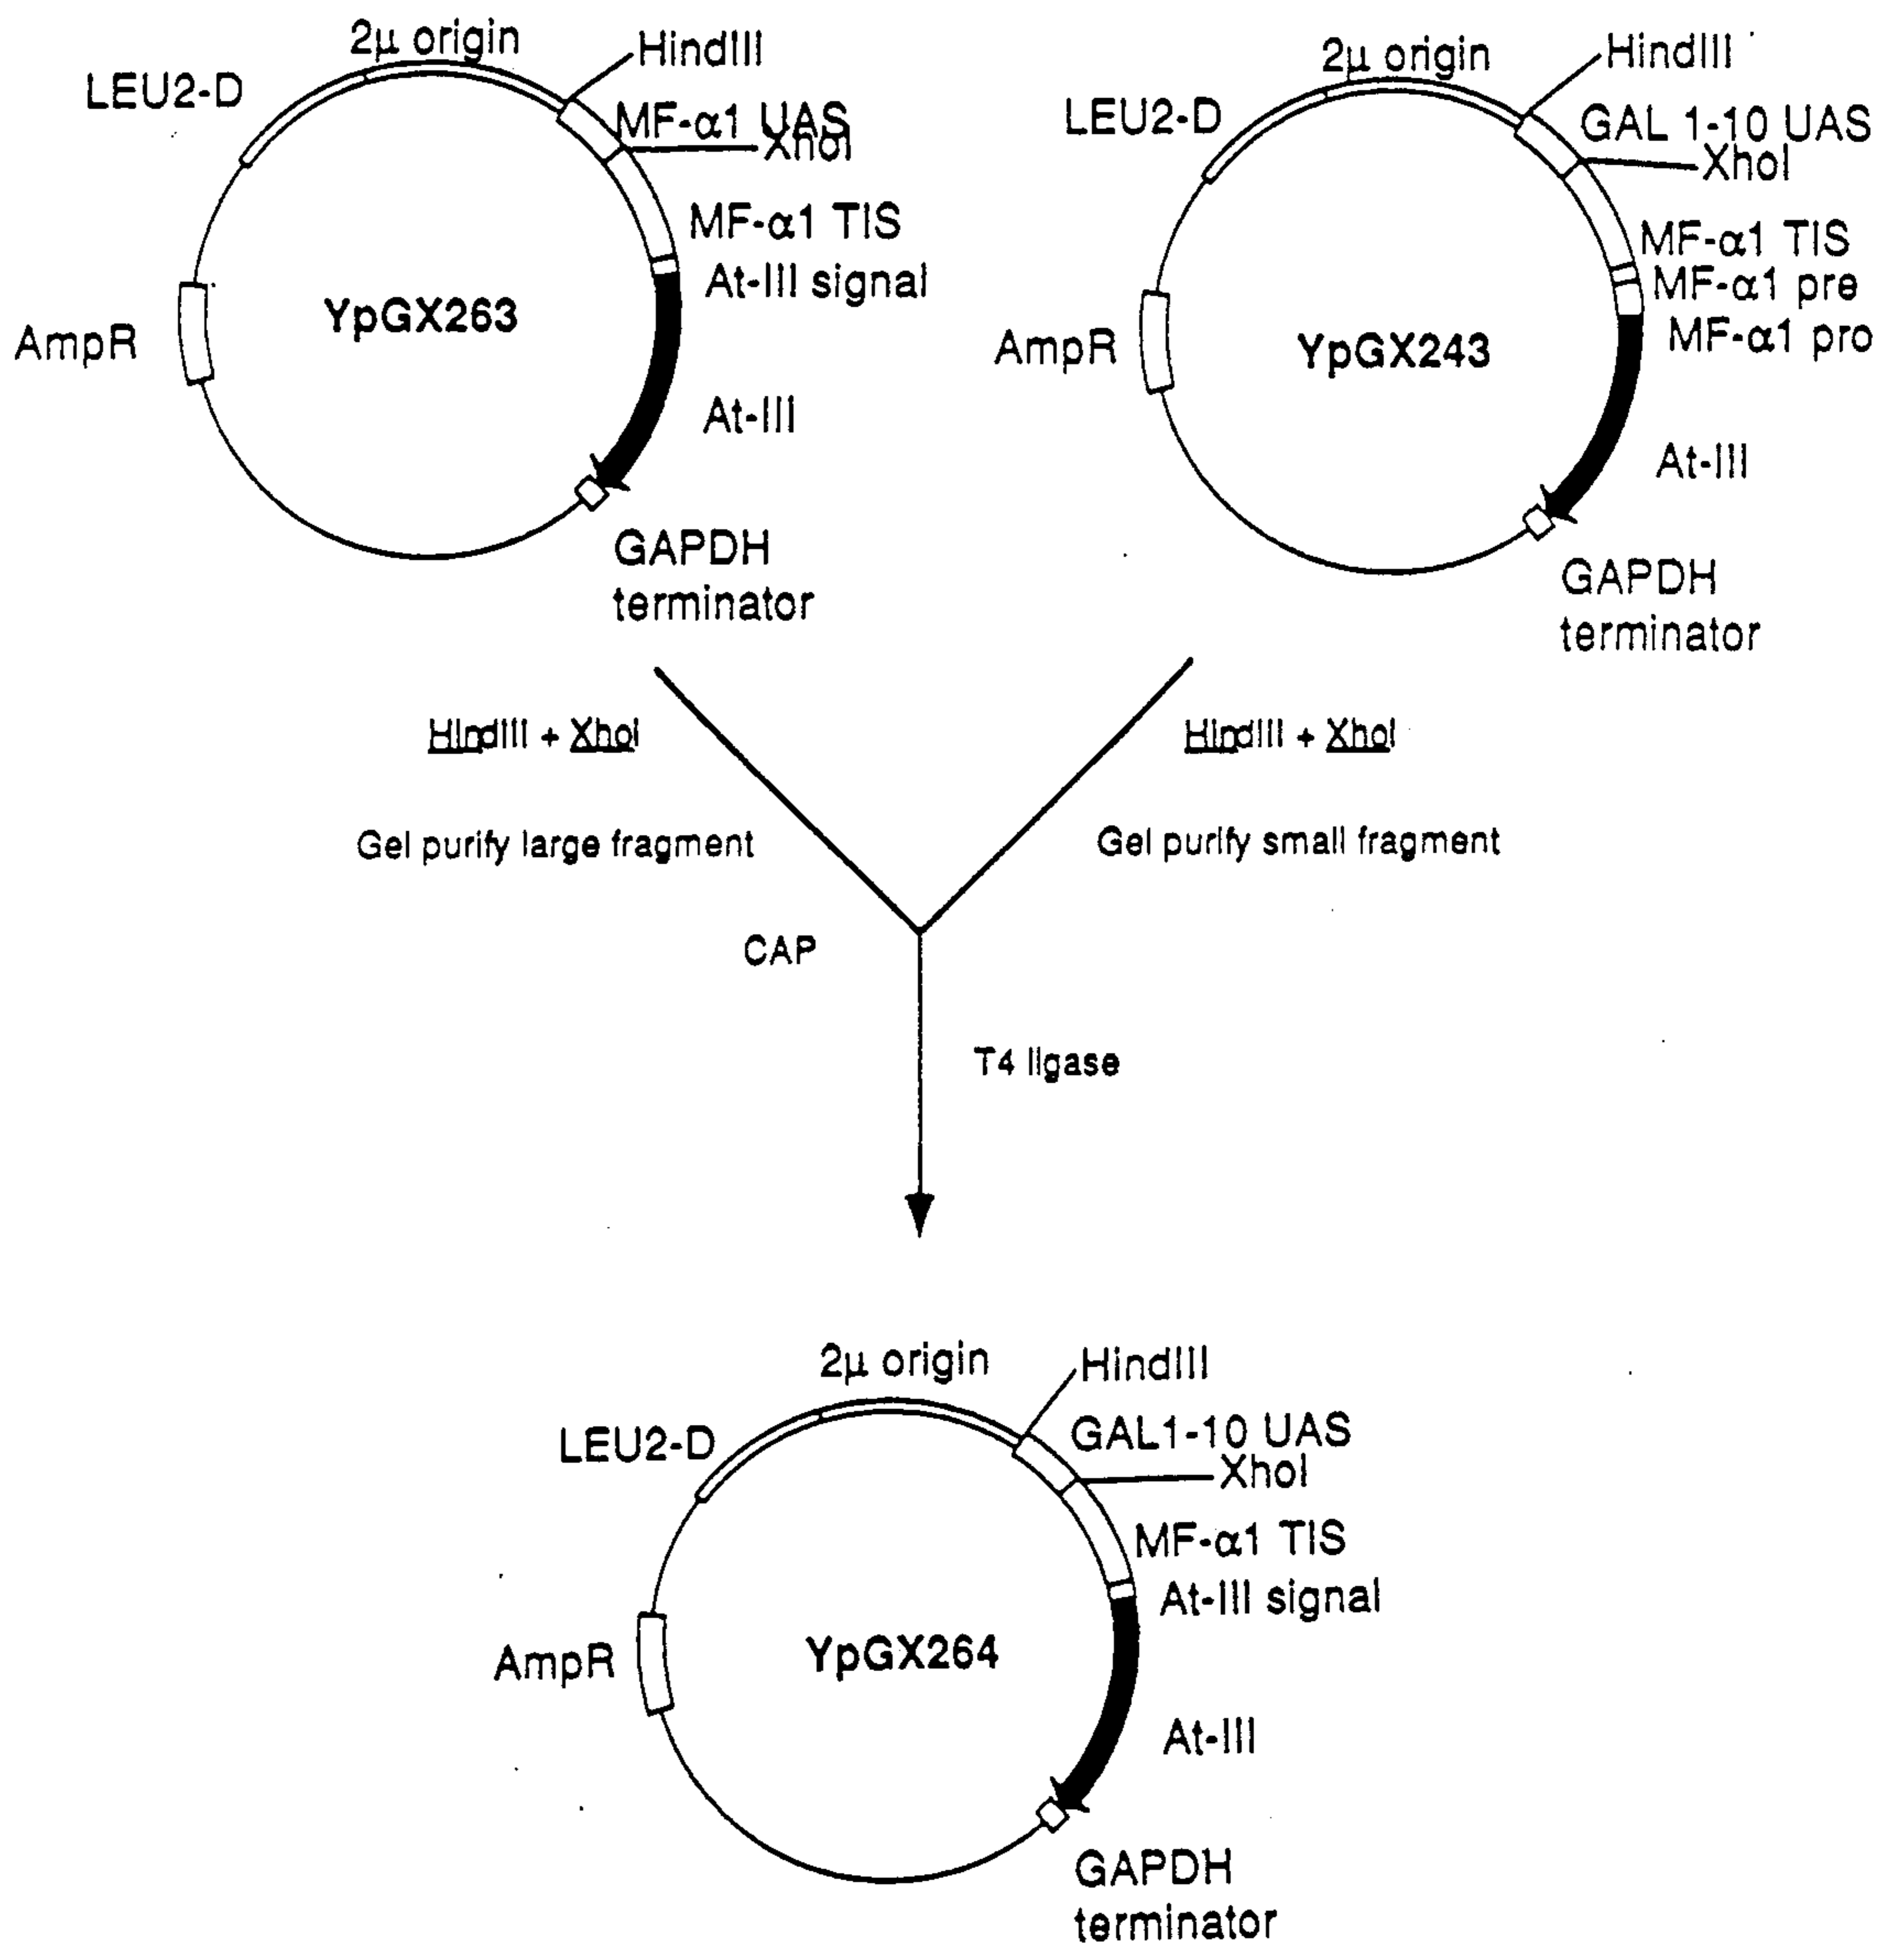 2μ origin
HindIII
LEU2-D
MF-α1 UAS
XhoI
MF-α1 TIS
At-III signal
YpGX263
AmpR
At-III
GAPDH
terminator
2μ origin
HindIII
LEU2-D
GAL 1-10 UAS
XhoI
MF-α1 TIS
MF-α1 pre
MF-α1 pro
YpGX243
AmpR
At-III
GAPDH
terminator
HindIII + XhoI
HindIII + XhoI
Gel purify large fragment
Gel purify small fragment
CAP
T4 ligase
2μ origin
HindIII
LEU2-D
GAL1-10 UAS
XhoI
MF-α1 TIS
At-III signal
YpGX264
AmpR
At-III
GAPDH
terminator